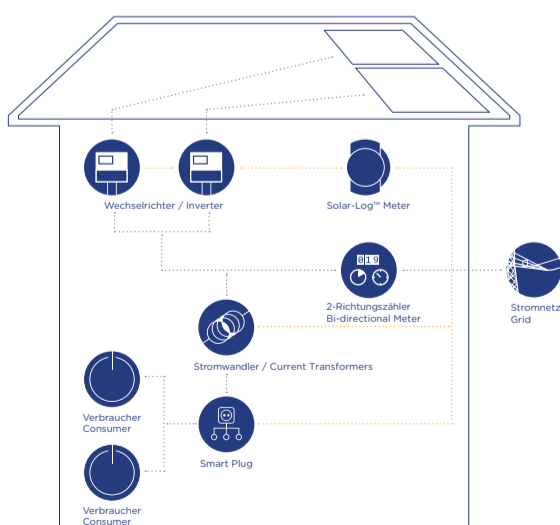 Wechselrichter / Inverter
Solar-Log™ Meter
019
2-Richtungszähler
Bi-directional Meter
Stromnetz
Grid
Stromwandler / Current Transformers
Verbraucher
Consumer
Smart Plug
Verbraucher
Consumer